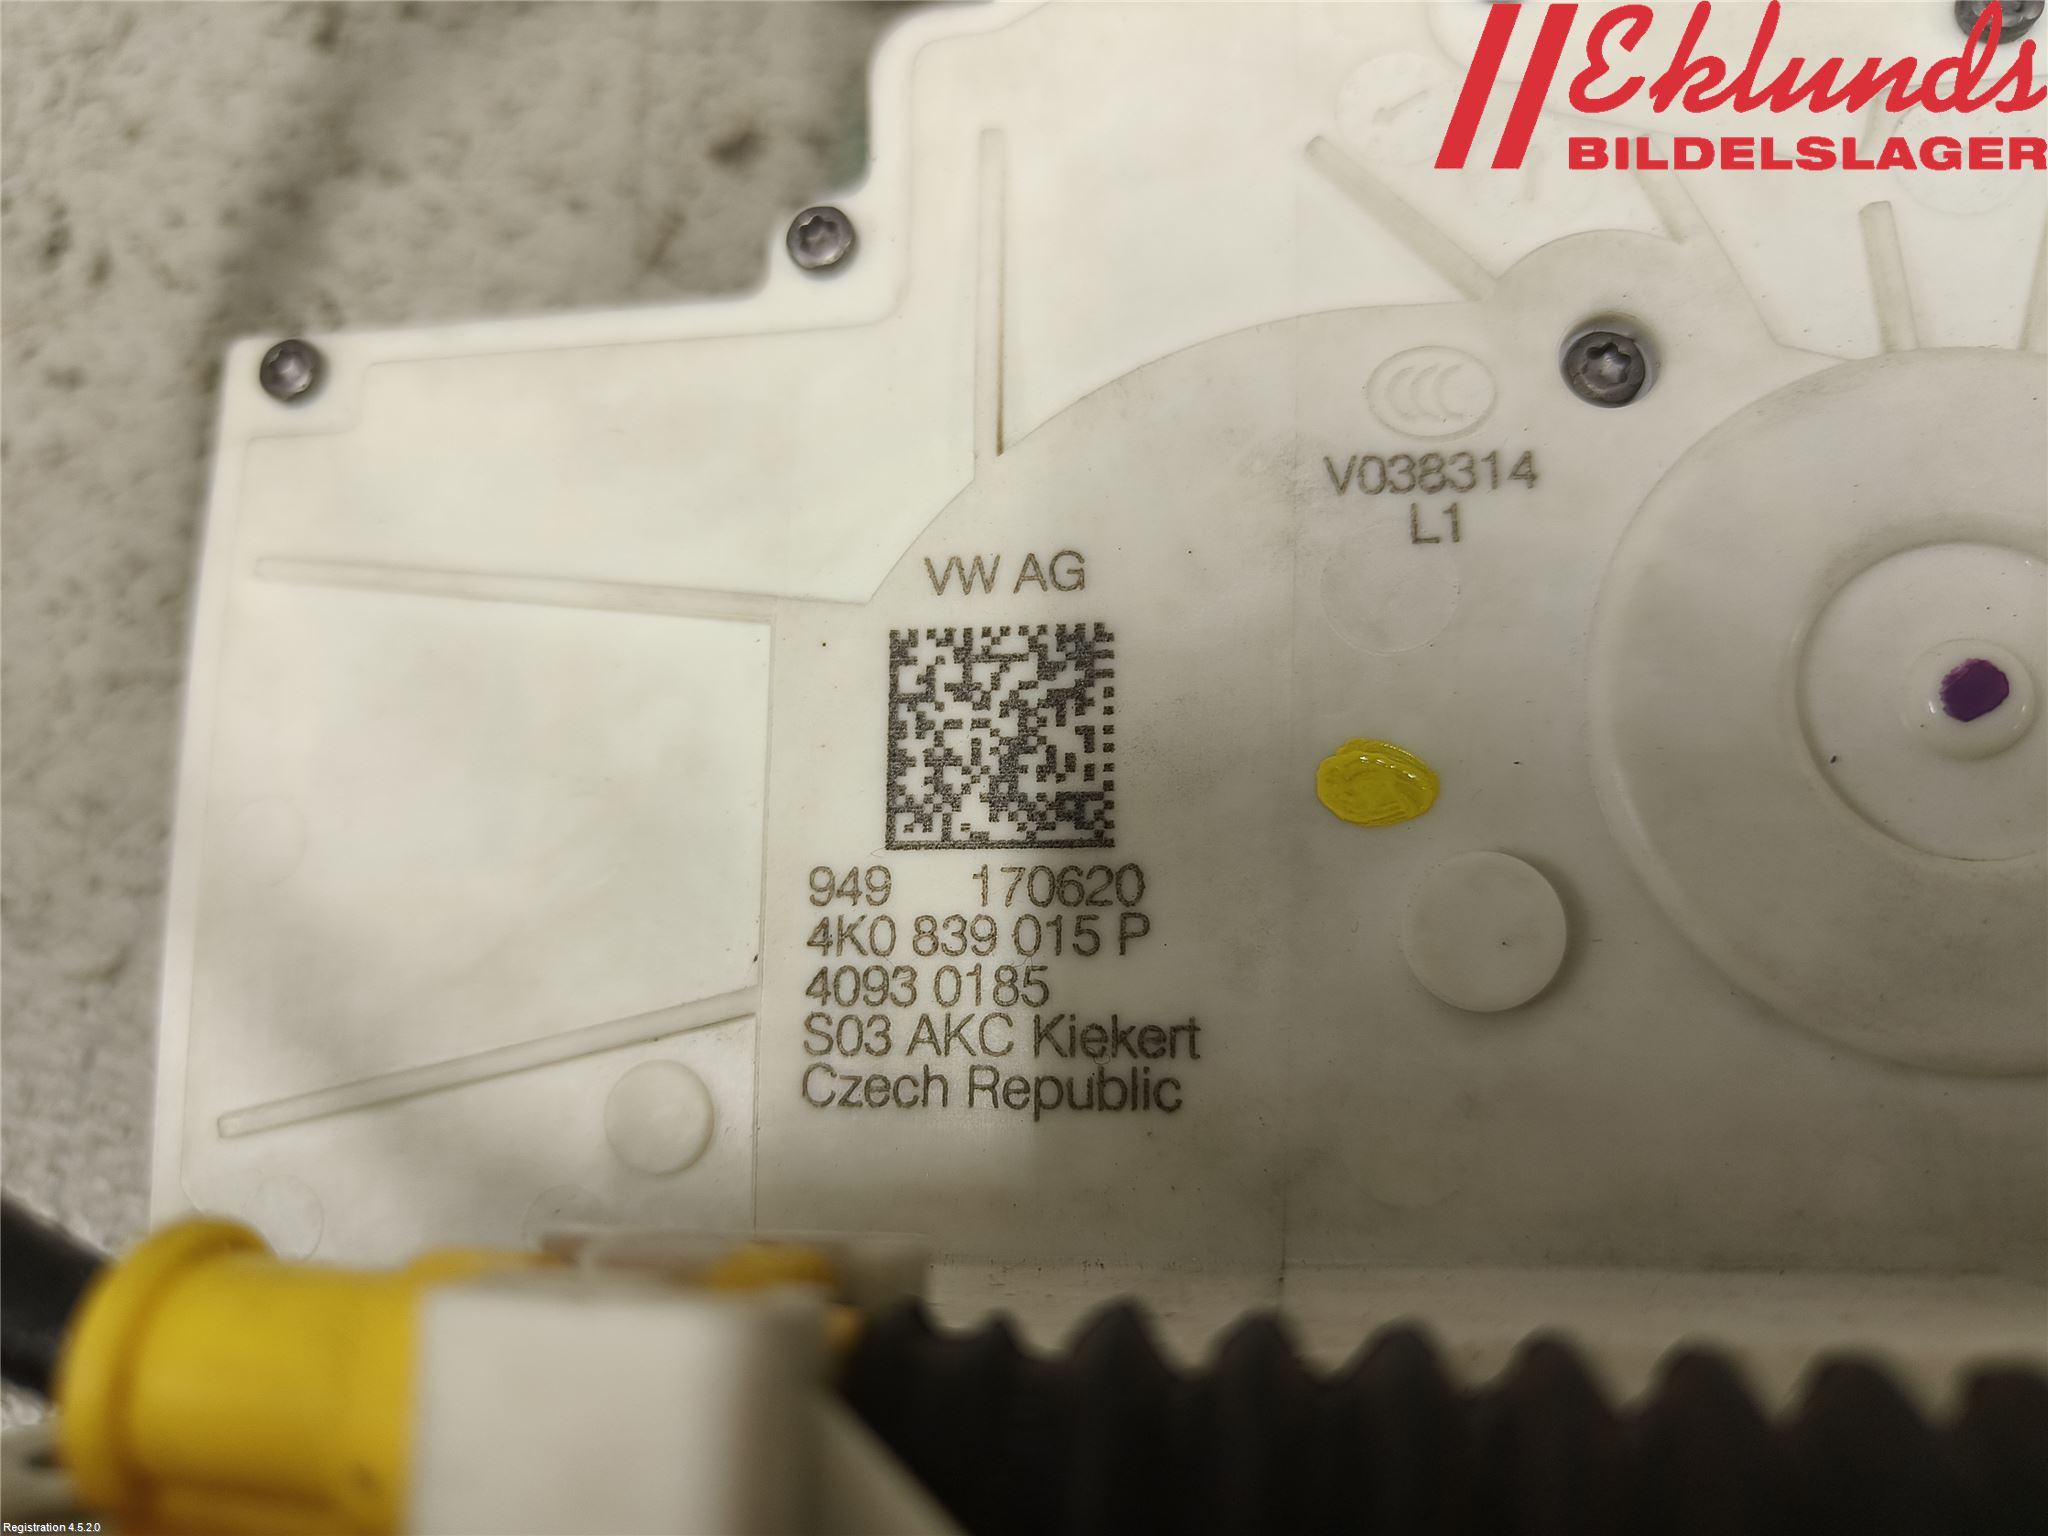 Eklunds
BILDELSLAGER
V038314
L1
VW AG
949 170620
4K0 839 015 P
4093 0185
S03 AKC Kiekert
Czech Republic
Registration 4.5.2.0